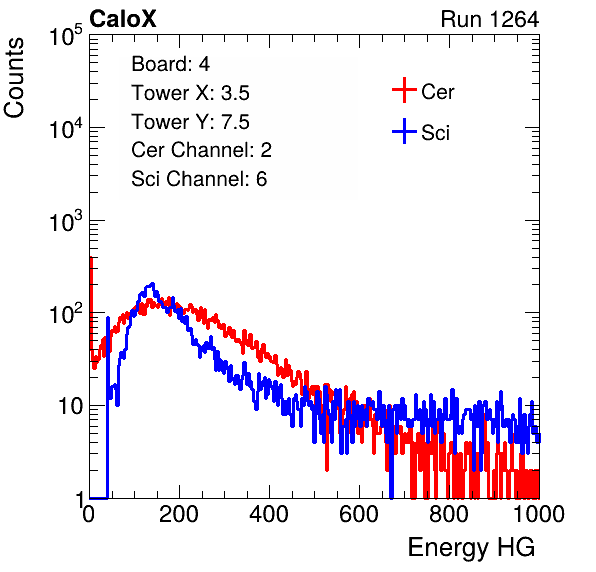 CaloX Run 1264
Counts
10^5
10^4
10^3
10^2
10
1
Board: 4
Tower X: 3.5
Tower Y: 7.5
Cer Channel: 2
Sci Channel: 6
Cer
Sci
0 200 400 600 800 1000
Energy HG